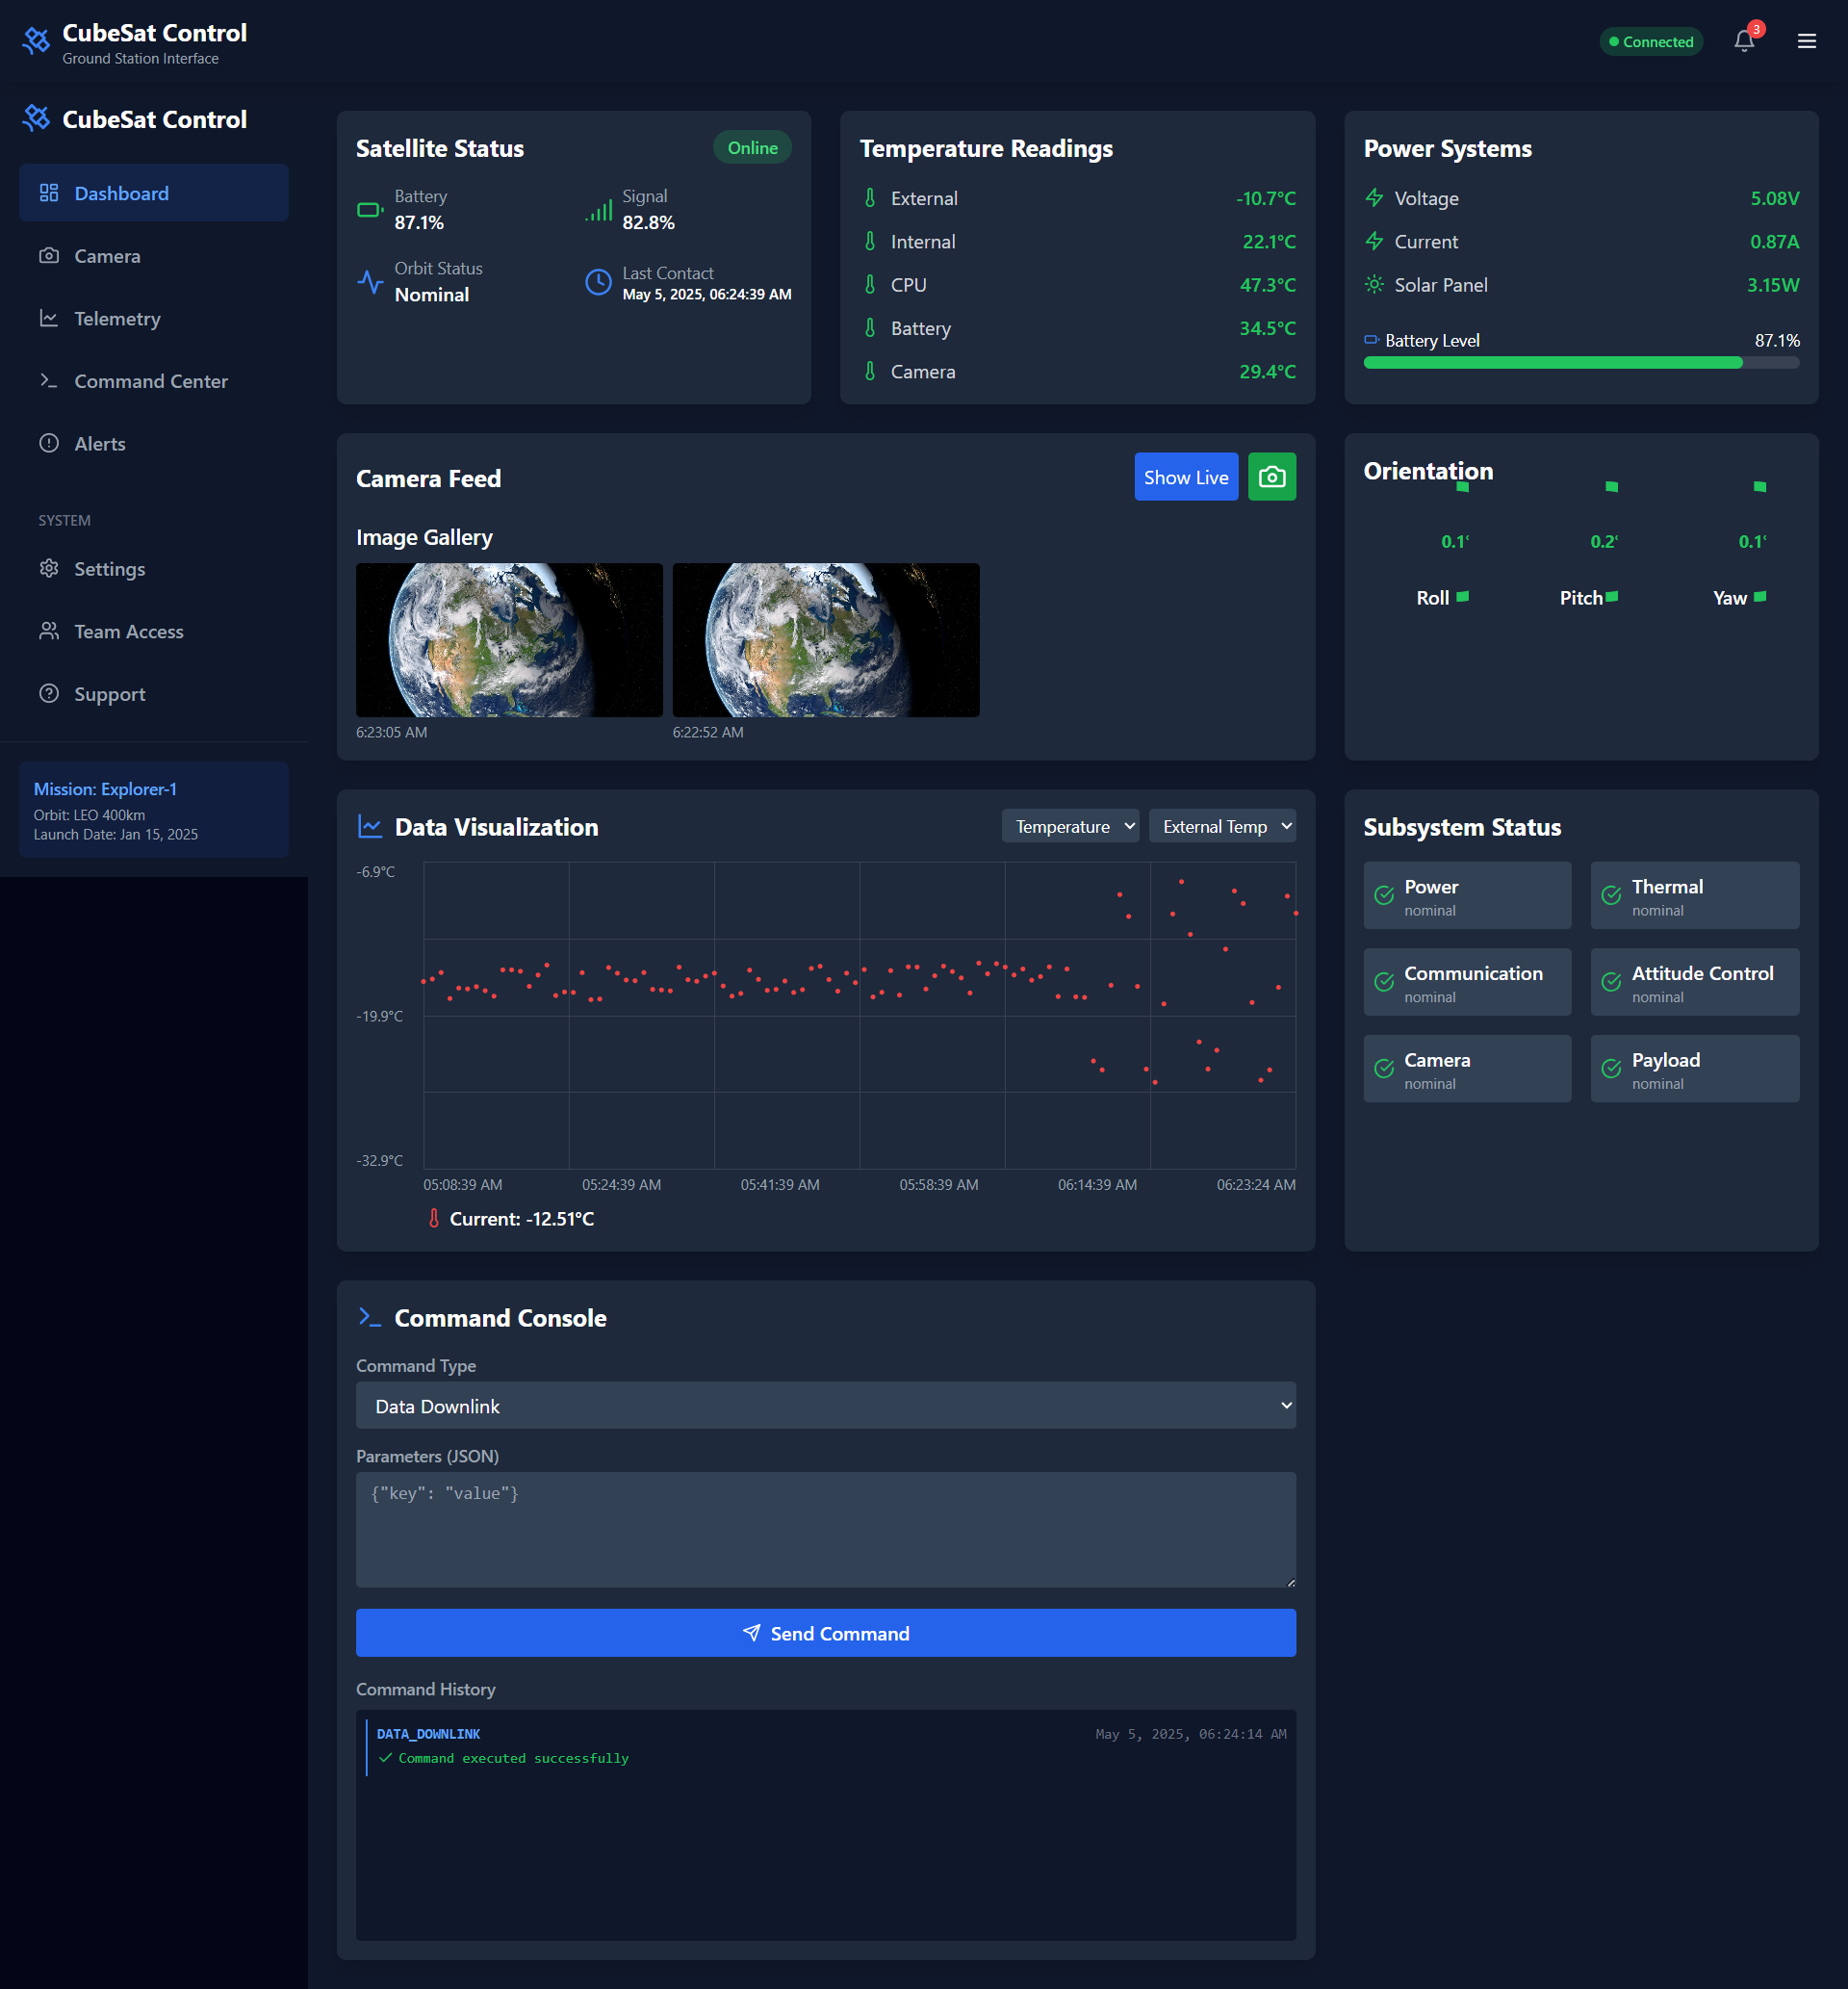 CubeSat Control
Ground Station Interface
Connected
3
CubeSat Control
Dashboard
Camera
Telemetry
Command Center
Alerts
SYSTEM
Settings
Team Access
Support
Mission: Explorer-1
Orbit: LEO 400km
Launch Date: Jan 15, 2025
Satellite Status
Online
Battery
87.1%
Signal
82.8%
Orbit Status
Nominal
Last Contact
May 5, 2025, 06:24:39 AM
Temperature Readings
External -10.7°C
Internal 22.1°C
CPU 47.3°C
Battery 34.5°C
Camera 29.4°C
Power Systems
Voltage 5.08V
Current 0.87A
Solar Panel 3.15W
Battery Level 87.1%
Camera Feed
Show Live
Image Gallery
6:23:05 AM
6:22:52 AM
Orientation
0.1°
0.2°
0.1°
Roll
Pitch
Yaw
Data Visualization
Temperature
External Temp
-6.9°C
-19.9°C
-32.9°C
05:08:39 AM 05:24:39 AM 05:41:39 AM 05:58:39 AM 06:14:39 AM 06:23:24 AM
Current: -12.51°C
Subsystem Status
Power
nominal
Thermal
nominal
Communication
nominal
Attitude Control
nominal
Camera
nominal
Payload
nominal
Command Console
Command Type
Data Downlink
Parameters (JSON)
{"key": "value"}
Send Command
Command History
DATA_DOWNLINK May 5, 2025, 06:24:14 AM
Command executed successfully